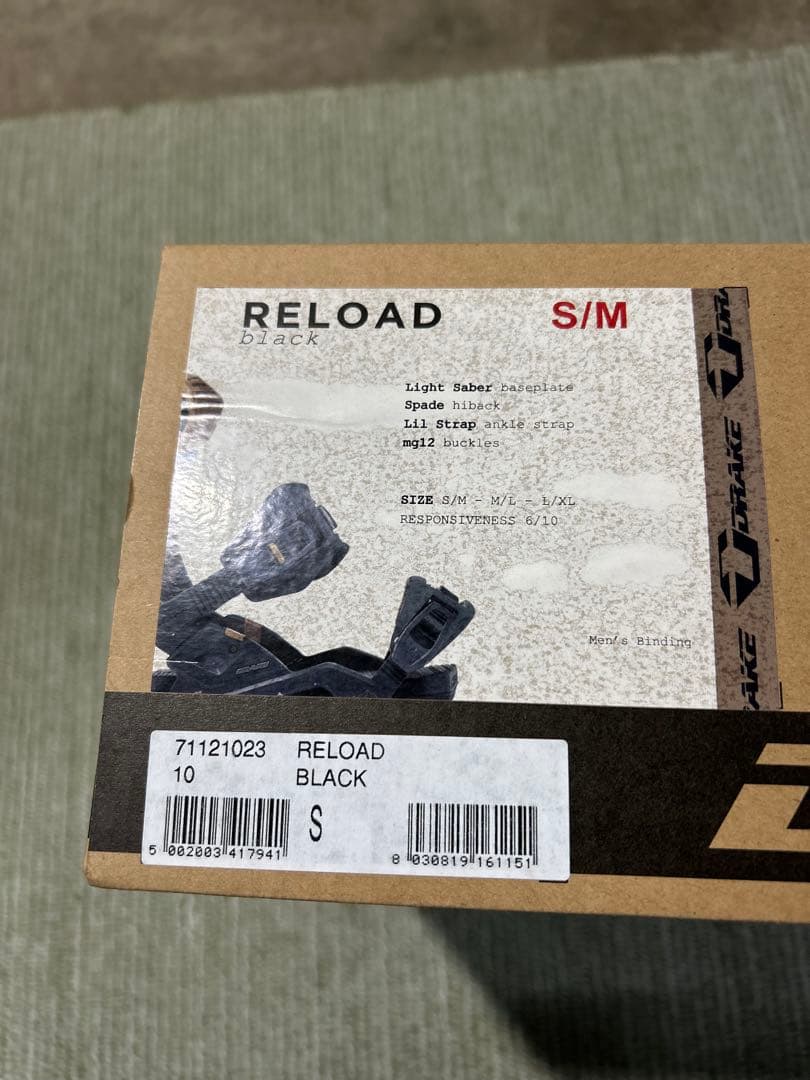 RELOAD S/M
black
Light Saber baseplate
Spade hiback
Lil Strap ankle strap
mg12 buckles
SIZE S/M - M/L - L/XL
RESPONSIVENESS 6/10
Men's Binding
DRAKE
DRAKE
AKE
71121023 RELOAD
10 BLACK
S
5 002003 417941
8 030819 161151